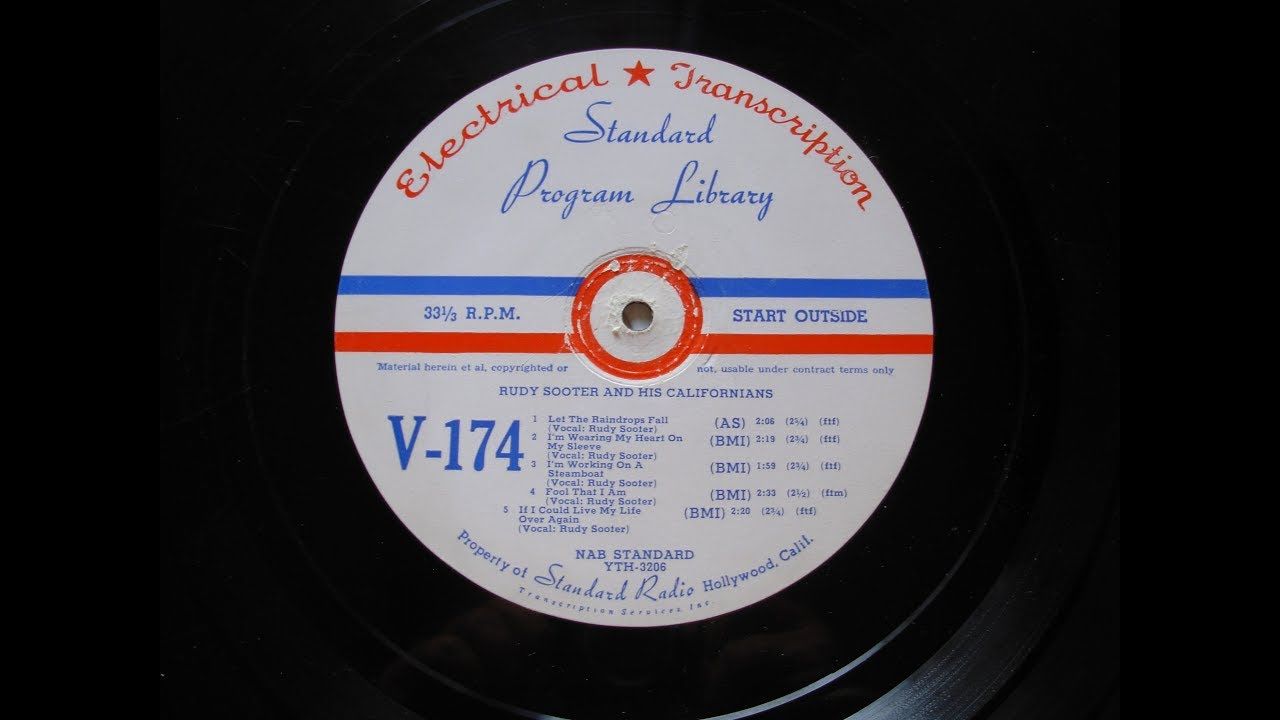 Electrical ★ Transcription
Standard
Program Library
33⅓ R.P.M. START OUTSIDE
Material herein et al, copyrighted or not, usable under contract terms only
RUDY SOOTER AND HIS CALIFORNIANS
V-174
1 Let The Raindrops Fall (AS) 2:06 (2¾) (ftf)
(Vocal: Rudy Sooter)
2 I'm Wearing My Heart On (BMI) 2:19 (2¾) (ftf)
My Sleeve
(Vocal: Rudy Sooter)
3 I'm Working On A (BMI) 1:59 (2¾) (ftf)
Steamboat
(Vocal: Rudy Sooter)
4 Fool That I Am (BMI) 2:33 (2½) (ftm)
(Vocal: Rudy Sooter)
5 If I Could Live My Life (BMI) 2:20 (2¾) (ftf)
Over Again
(Vocal: Rudy Sooter)
NAB STANDARD
YTH-3206
Property of Standard Radio Hollywood, Calif.
Transcription Services, Inc.